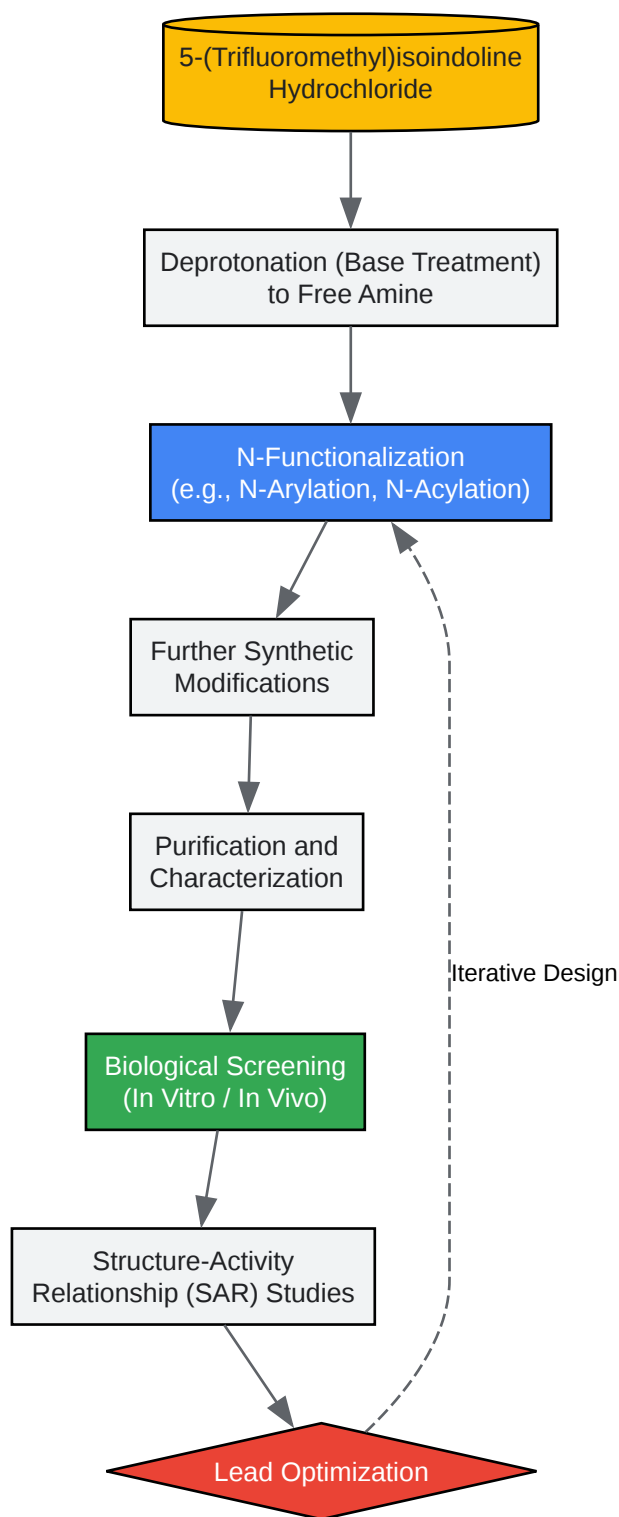 5-(Trifluoromethyl)isoindoline
Hydrochloride
Deprotonation (Base Treatment)
to Free Amine
N-Functionalization
(e.g., N-Arylation, N-Acylation)
Further Synthetic
Modifications
Purification and
Characterization
Iterative Design
Biological Screening
(In Vitro / In Vivo)
Structure-Activity
Relationship (SAR) Studies
Lead Optimization